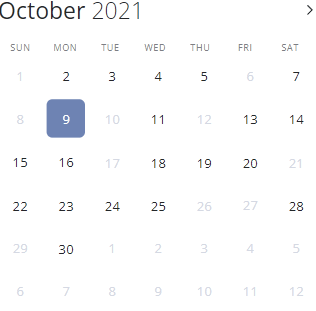 October 2021
SUN MON TUE WED THU FRI SAT
1 2 3 4 5 6 7
8 9 10 11 12 13 14
15 16 17 18 19 20 21
22 23 24 25 26 27 28
29 30 1 2 3 4 5
6 7 8 9 10 11 12